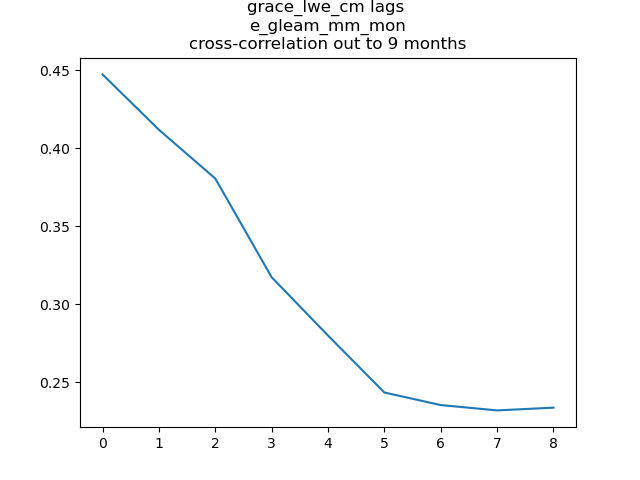 grace_lwe_cm lags
e_gleam_mm_mon
cross-correlation out to 9 months
0.45
0.40
0.35
0.30
0.25
0 1 2 3 4 5 6 7 8